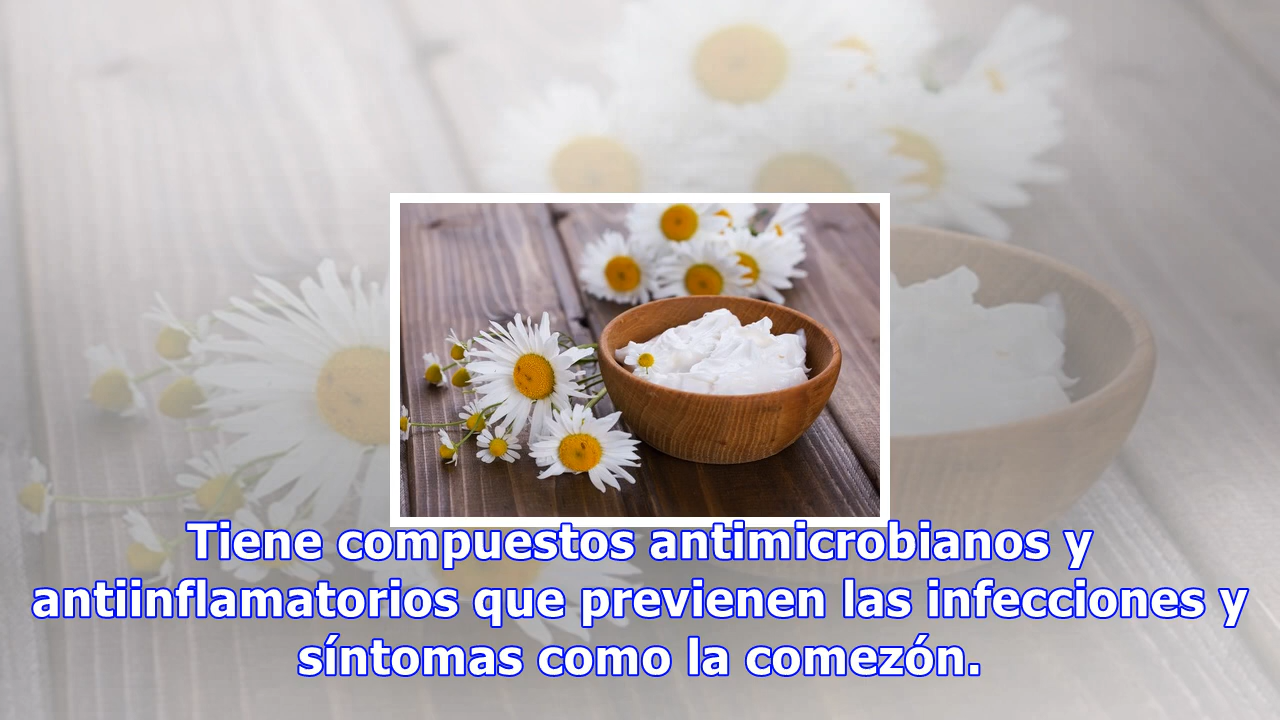 Tiene compuestos antimicrobianos y
antiinflamatorios que previenen las infecciones y
síntomas como la comezón.